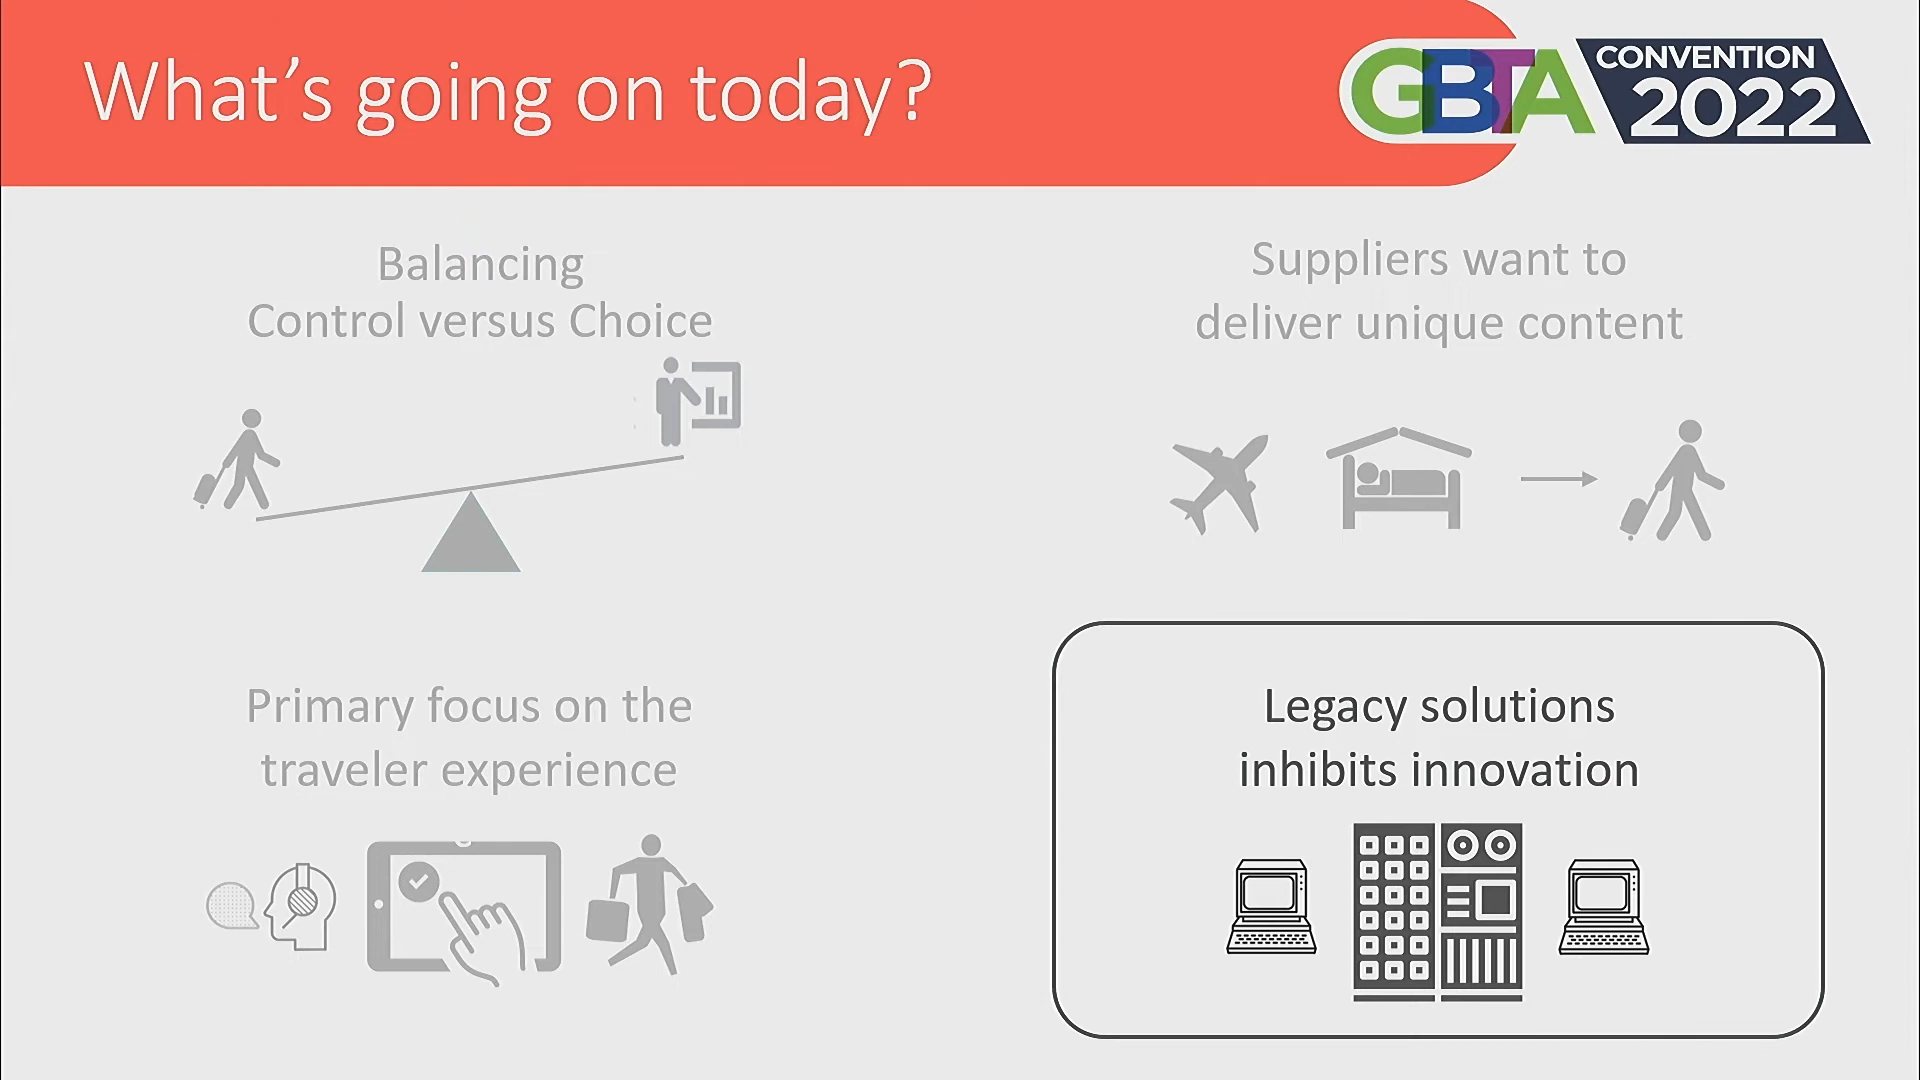 What's going on today?
GBTA
CONVENTION
2022
Balancing
Control versus Choice
Suppliers want to
deliver unique content
Primary focus on the
traveler experience
Legacy solutions
inhibits innovation